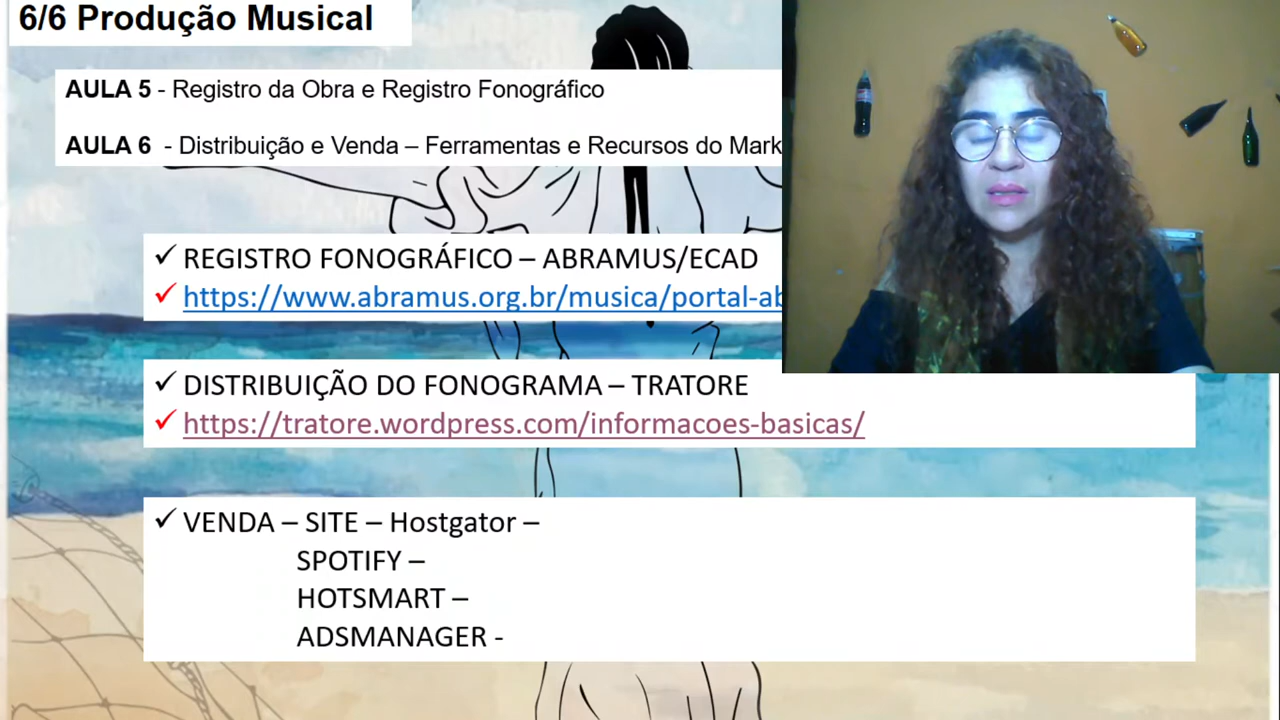 6/6 Produção Musical
AULA 5 - Registro da Obra e Registro Fonográfico
AULA 6 - Distribuição e Venda – Ferramentas e Recursos do Mark
✓ REGISTRO FONOGRÁFICO – ABRAMUS/ECAD
✓ https://www.abramus.org.br/musica/portal-ab
✓ DISTRIBUIÇÃO DO FONOGRAMA – TRATORE
✓ https://tratore.wordpress.com/informacoes-basicas/
✓ VENDA – SITE – Hostgator –
SPOTIFY –
HOTSMART –
ADSMANAGER -